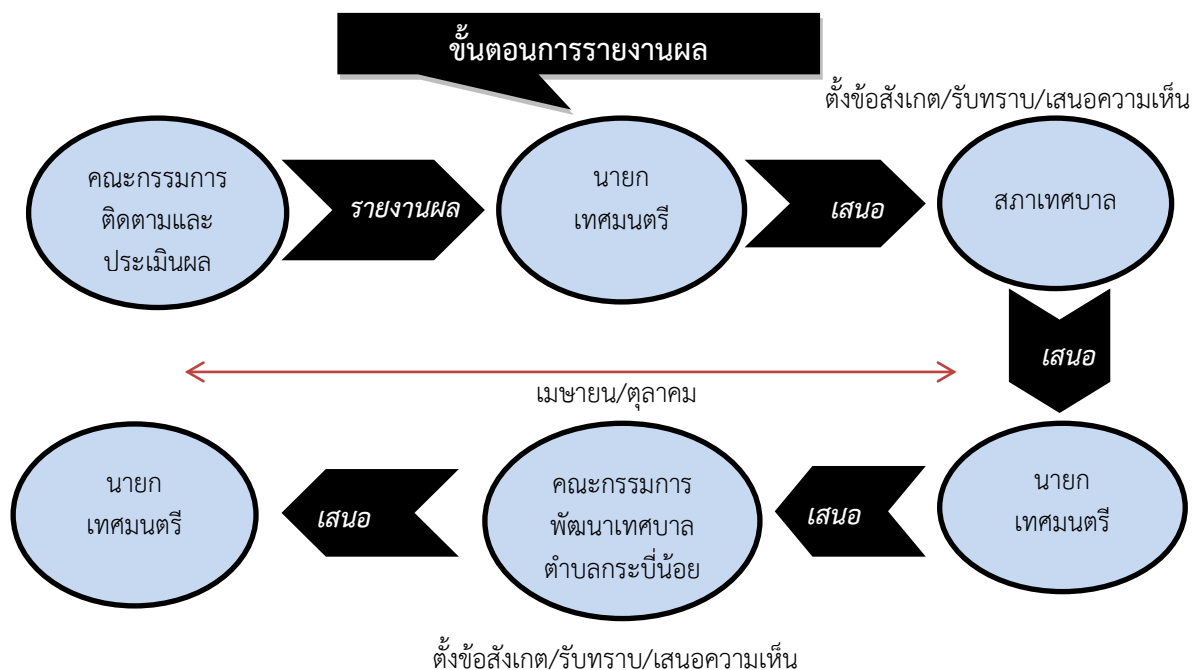 ขั้นตอนการรายงานผล
ตั้งข้อสังเกต/รับทราบ/เสนอความเห็น
คณะกรรมการ
ติดตามและ
ประเมินผล
รายงานผล
นายก
เทศมนตรี
เสนอ
สภาเทศบาล
เสนอ
เมษายน/ตุลาคม
นายก
เทศมนตรี
เสนอ
คณะกรรมการ
พัฒนาเทศบาล
ตำบลกระบี่น้อย
เสนอ
นายก
เทศมนตรี
ตั้งข้อสังเกต/รับทราบ/เสนอความเห็น